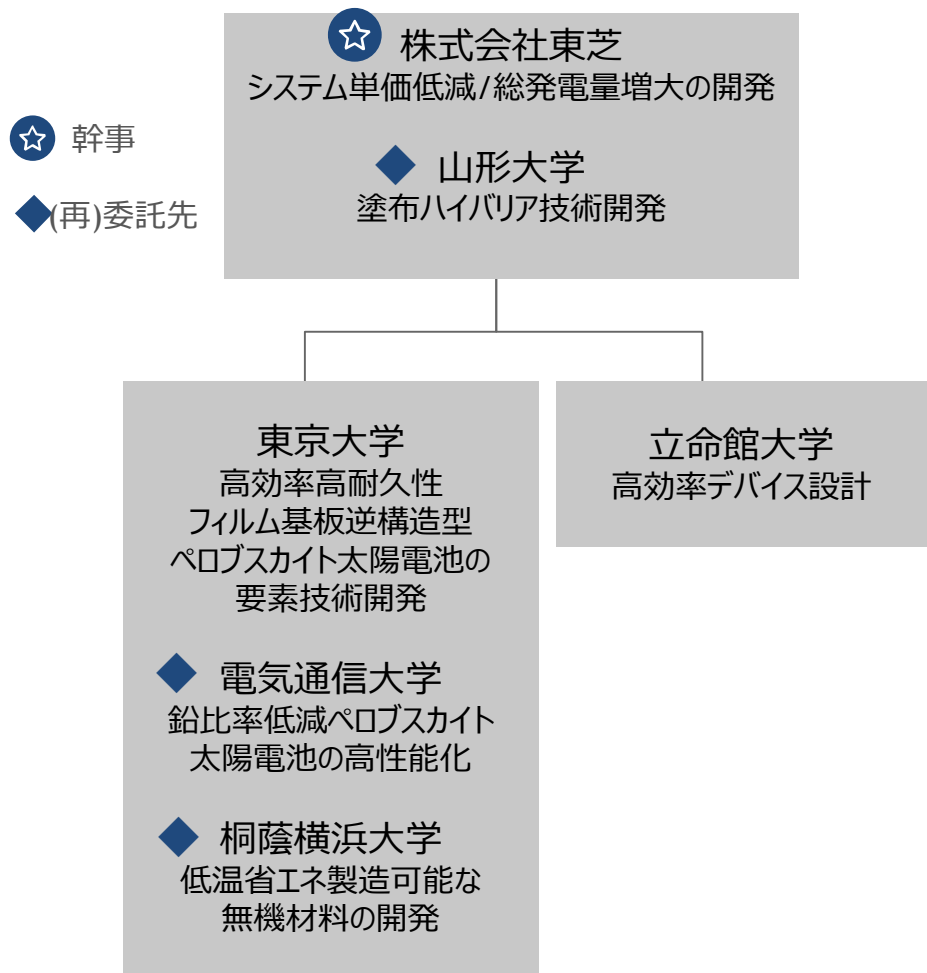 株式会社東芝
システム単価低減/総発電量増大の開発
幹事
山形大学
(再)委託先
塗布ハイバリア技術開発
東京大学
高効率高耐久性
フィルム基板逆構造型
ペロブスカイト太陽電池の
要素技術開発
電気通信大学
鉛比率低減ペロブスカイト
太陽電池の高性能化
桐蔭横浜大学
低温省エネ製造可能な
無機材料の開発
立命館大学
高効率デバイス設計